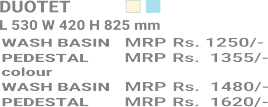 DUOTET
L 530 W 420 H 825 mm
WASH BASIN MRP Rs. 1250/-
PEDESTAL MRP Rs. 1355/-
colour
WASH BASIN MRP Rs. 1480/-
PEDESTAL MRP Rs. 1620/-